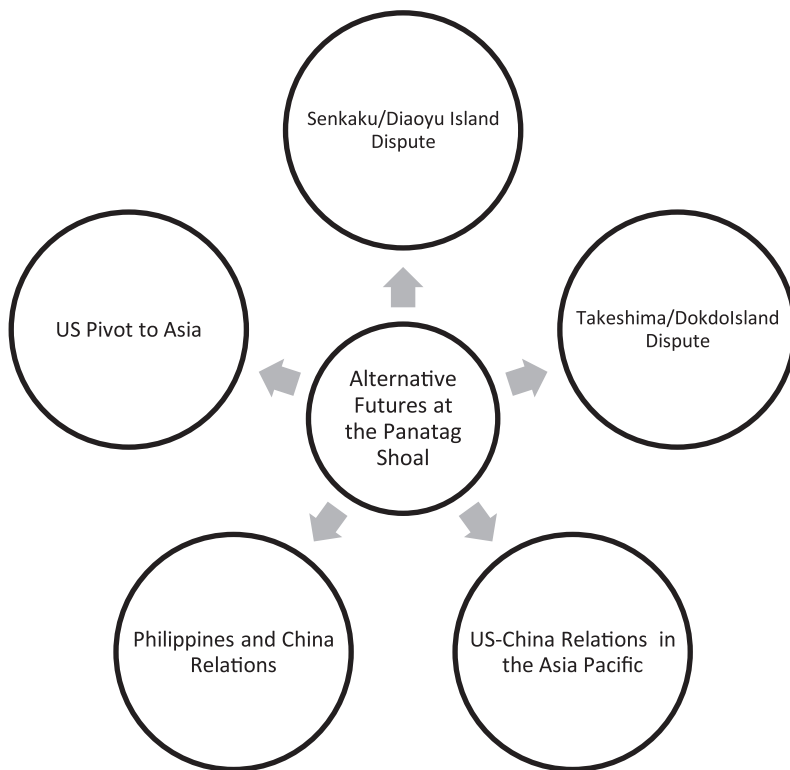 Senkaku/Diaoyu Island
Dispute
US Pivot to Asia
Takeshima/DokdoIsland
Dispute
Alternative
Futures at
the Panatag
Shoal
Philippines and China
Relations
US-China Relations in
the Asia Pacific